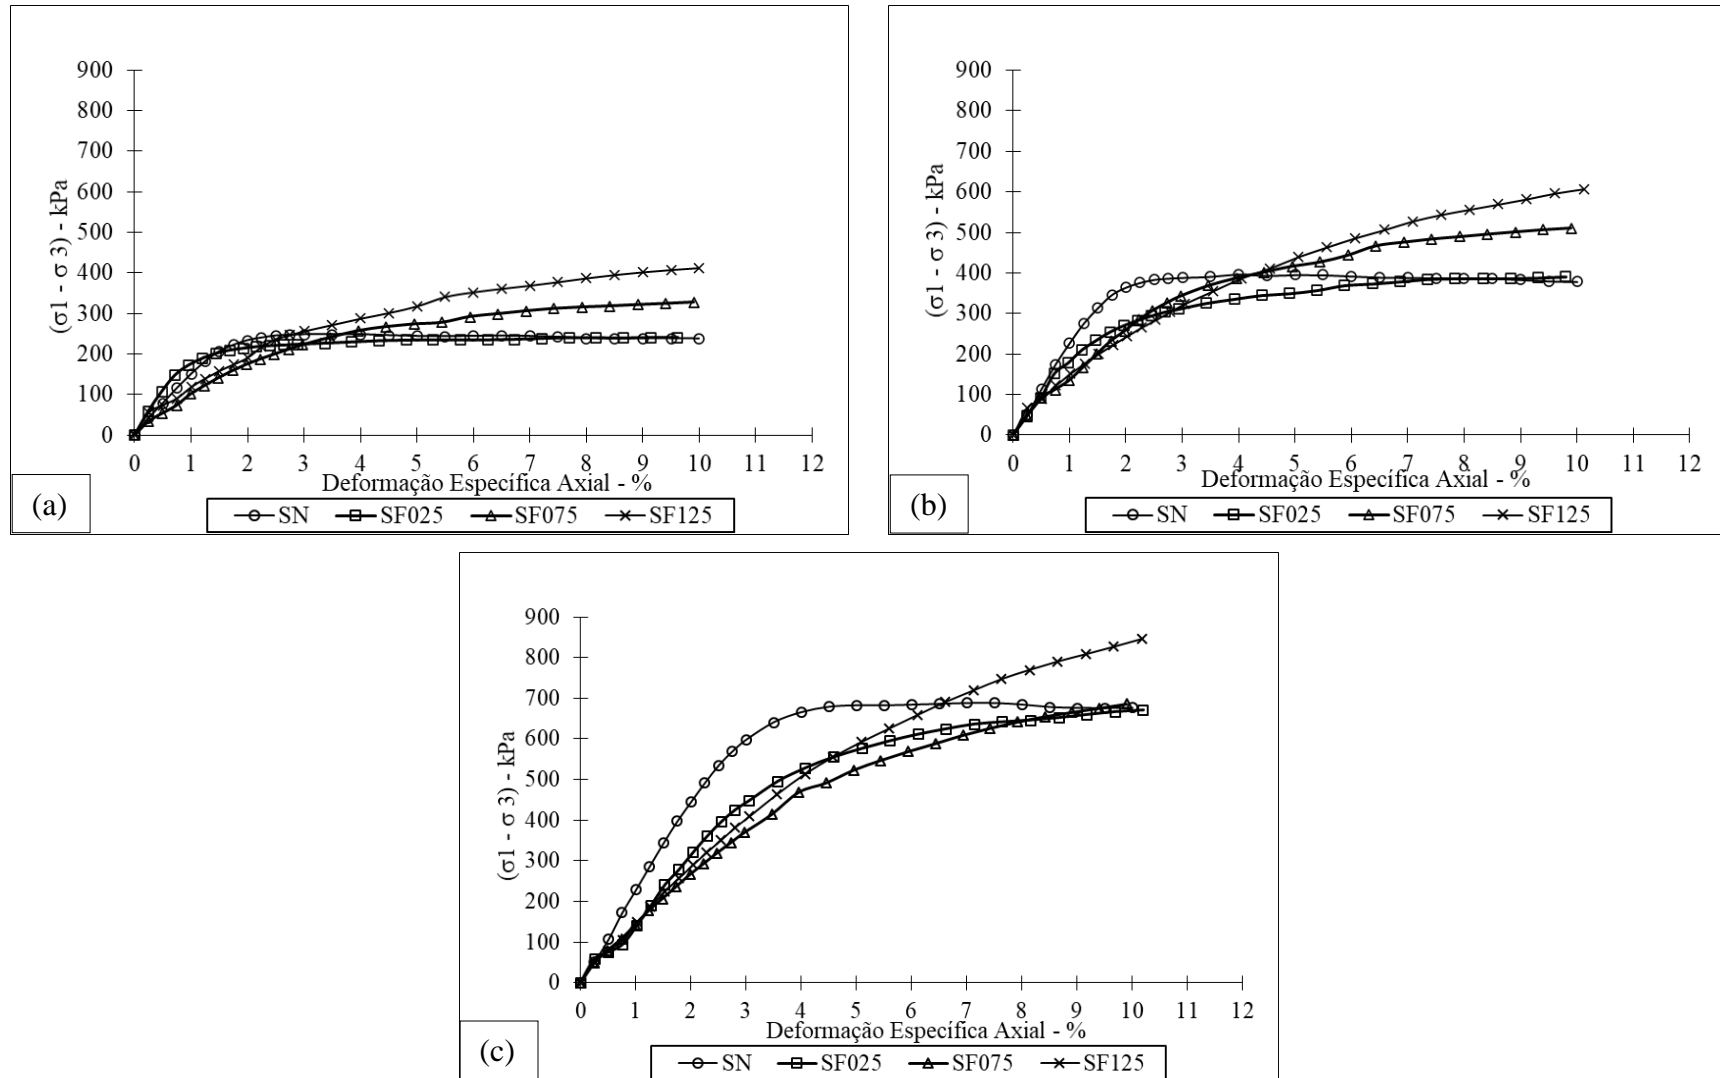 900
800
700
600
500
400
300
200
100
0
(σ1 - σ 3) - kPa
0 1 2 3 4 5 6 7 8 9 10 11 12
Deformação Específica Axial - %
(a)
SN SF025 SF075 SF125
900
800
700
600
500
400
300
200
100
0
(σ1 - σ 3) - kPa
0 1 2 3 4 5 6 7 8 9 10 11 12
Deformação Específica Axial - %
(b)
SN SF025 SF075 SF125
900
800
700
600
500
400
300
200
100
0
(σ1 - σ 3) - kPa
0 1 2 3 4 5 6 7 8 9 10 11 12
Deformação Específica Axial - %
(c)
SN SF025 SF075 SF125